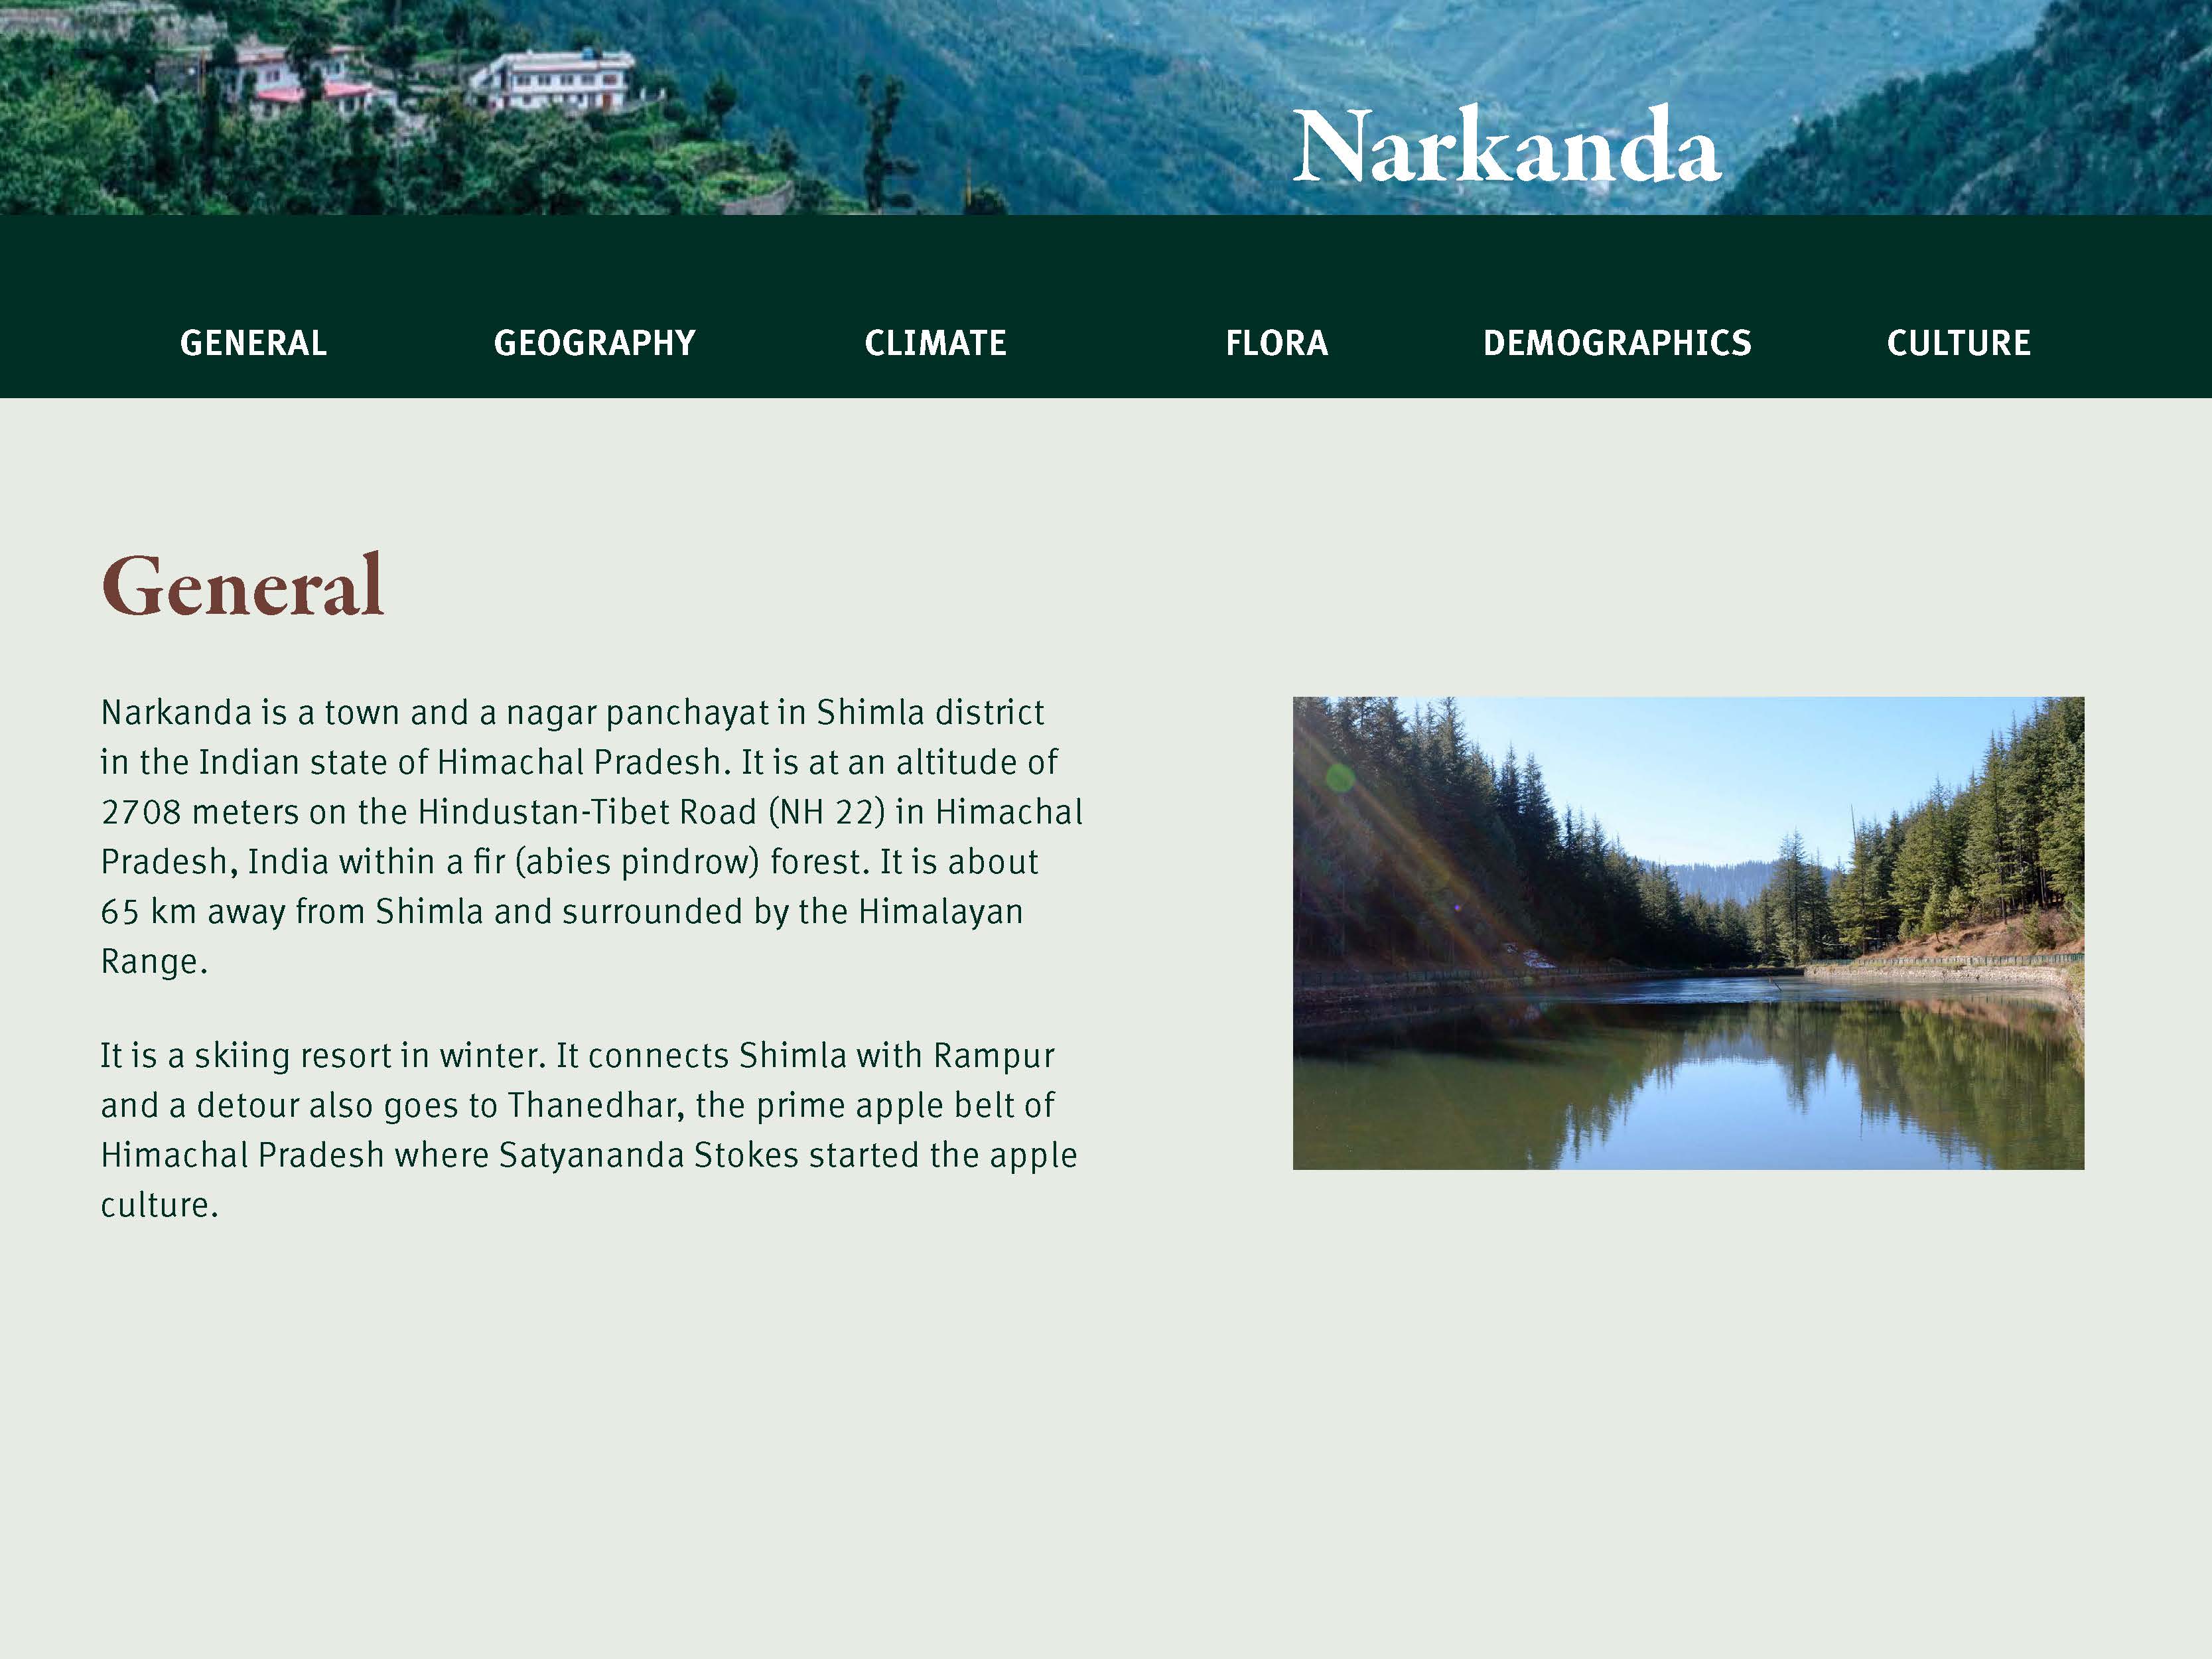 Narkanda
GENERAL GEOGRAPHY CLIMATE FLORA DEMOGRAPHICS CULTURE
General
Narkanda is a town and a nagar panchayat in Shimla district
in the Indian state of Himachal Pradesh. It is at an altitude of
2708 meters on the Hindustan-Tibet Road (NH 22) in Himachal
Pradesh, India within a fir (abies pindrow) forest. It is about
65 km away from Shimla and surrounded by the Himalayan
Range.
It is a skiing resort in winter. It connects Shimla with Rampur
and a detour also goes to Thanedhar, the prime apple belt of
Himachal Pradesh where Satyananda Stokes started the apple
culture.